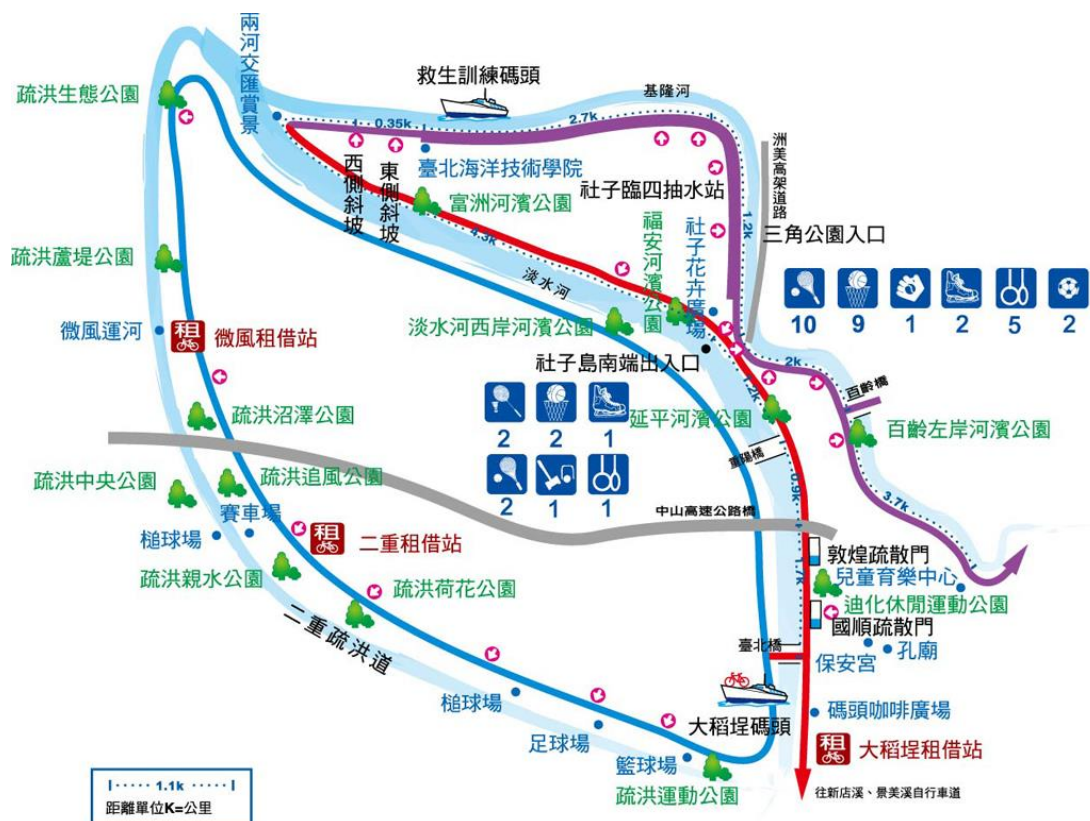 兩河交匯賞景
救生訓練碼頭
基隆河
疏洪生態公園
0.35k
2.7k
洲美高架道路
臺北海洋技術學院
西側斜坡
東側斜坡
社子臨四抽水站
富洲河濱公園
1.2k
三角公園入口
福安河濱公園
社子花卉廣場
4.3k
疏洪蘆堤公園
淡水河
10
9
1
2
5
2
微風運河
租
微風租借站
淡水河西岸河濱公園
社子島南端出入口
2k
百齡橋
1.2k
疏洪沼澤公園
2
2
1
延平河濱公園
百齡左岸河濱公園
重陽橋
疏洪中央公園
疏洪追風公園
2
1
1
0.9k
3.7k
賽車場
中山高速公路橋
槌球場
租
二重租借站
敦煌疏散門
1.7k
兒童育樂中心
疏洪親水公園
疏洪荷花公園
迪化休閒運動公園
國順疏散門
二重疏洪道
臺北橋
孔廟
保安宮
槌球場
大稻埕碼頭
碼頭咖啡廣場
足球場
租
大稻埕租借站
籃球場
疏洪運動公園
往新店溪、景美溪自行車道
1.1k
距離單位K=公里